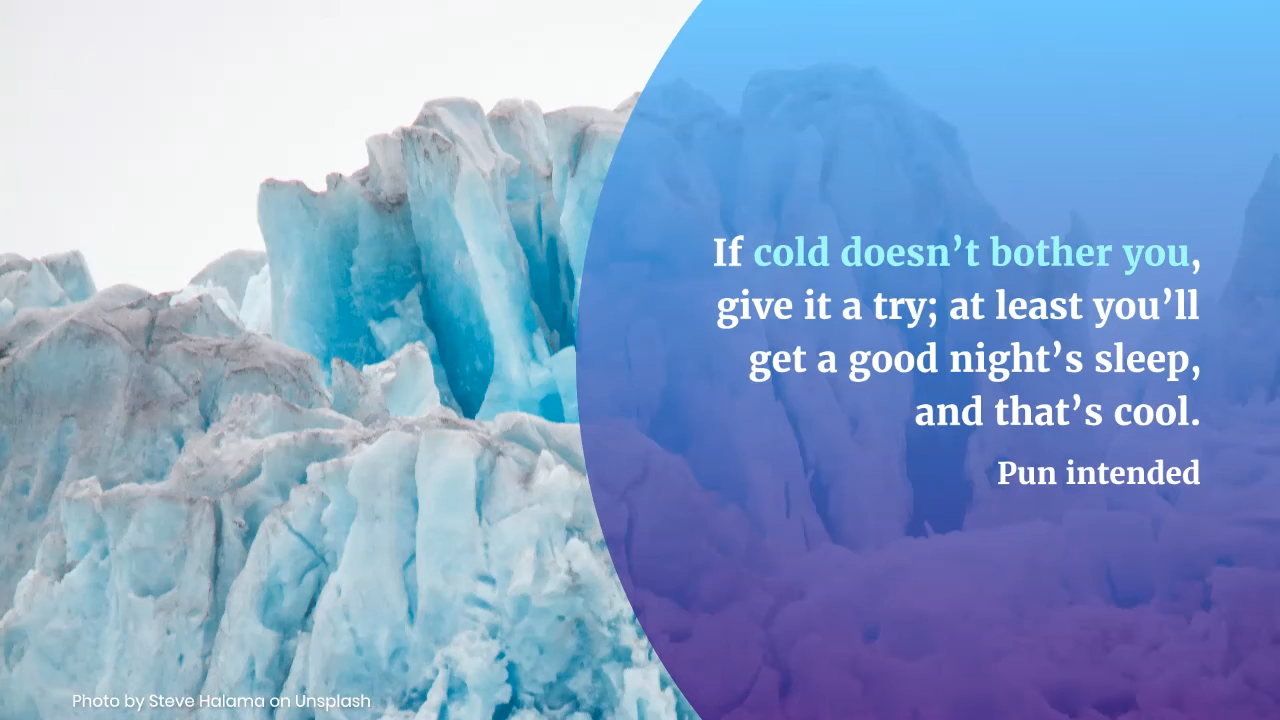 If cold doesn’t bother you,
give it a try; at least you’ll
get a good night’s sleep,
and that’s cool.
Pun intended
Photo by Steve Halama on Unsplash